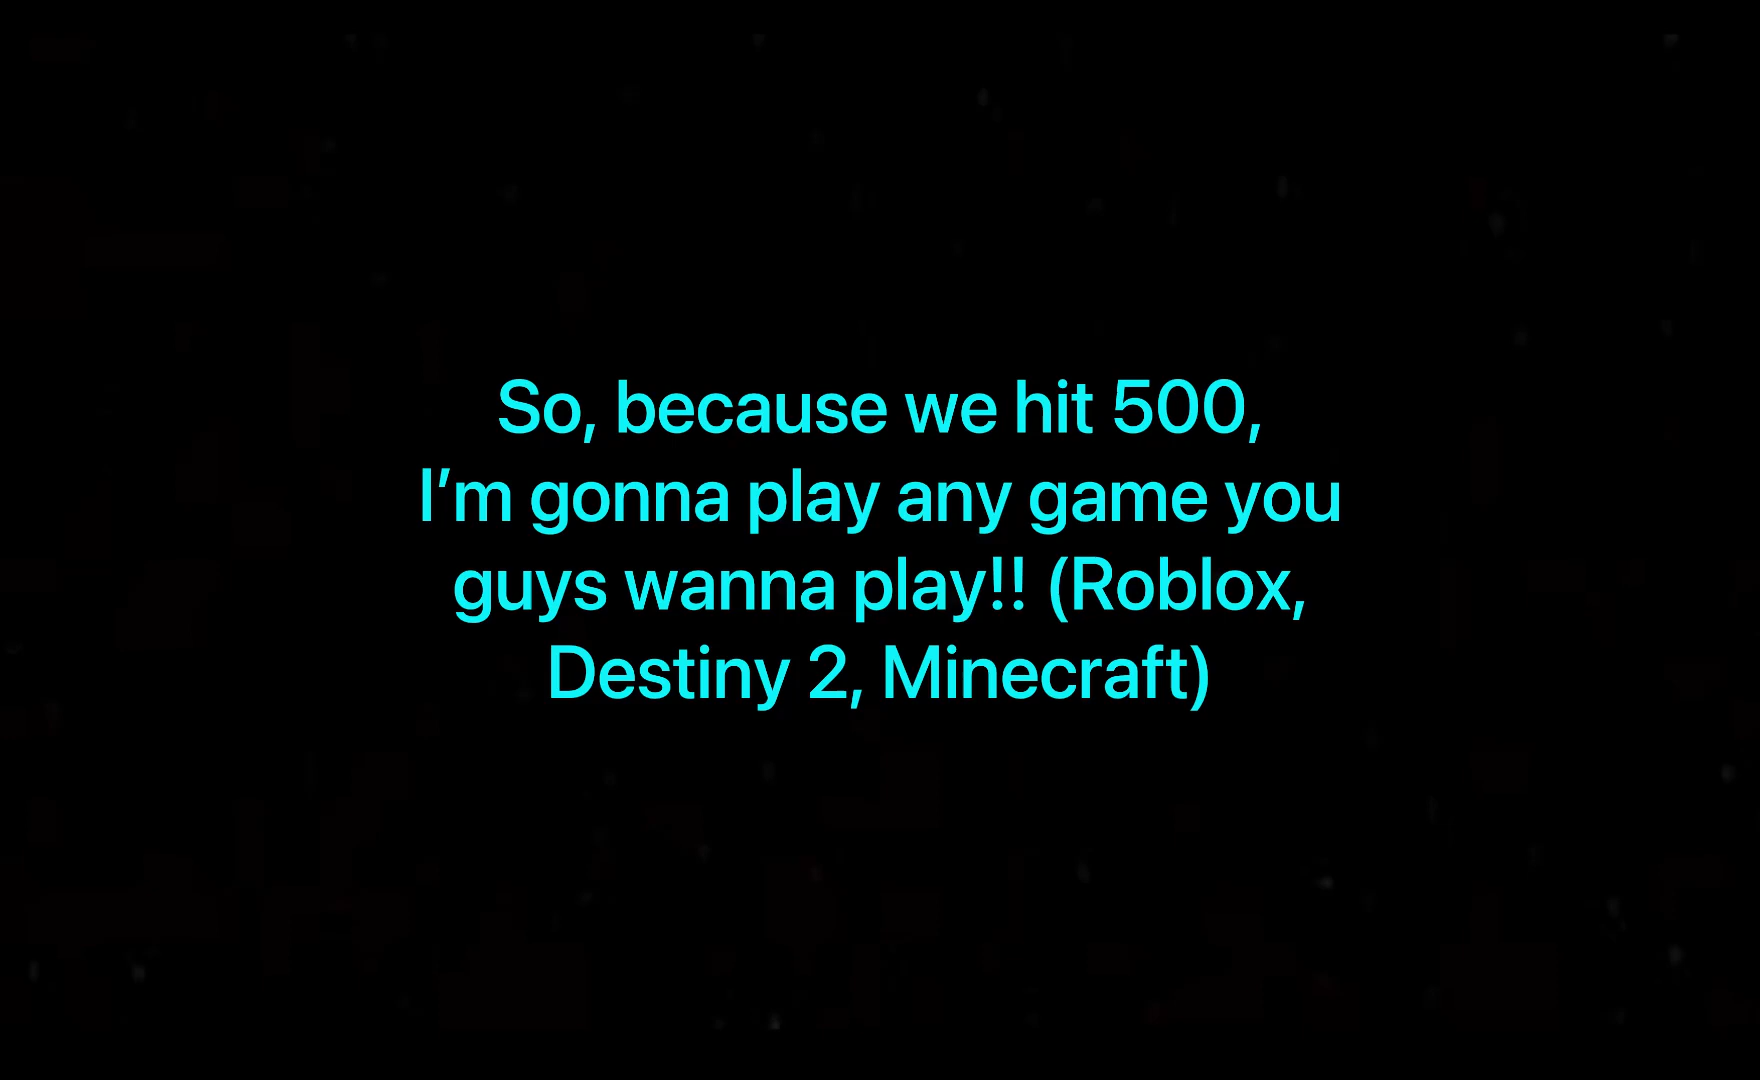 So, because we hit 500,
I’m gonna play any game you
guys wanna play!! (Roblox,
Destiny 2, Minecraft)